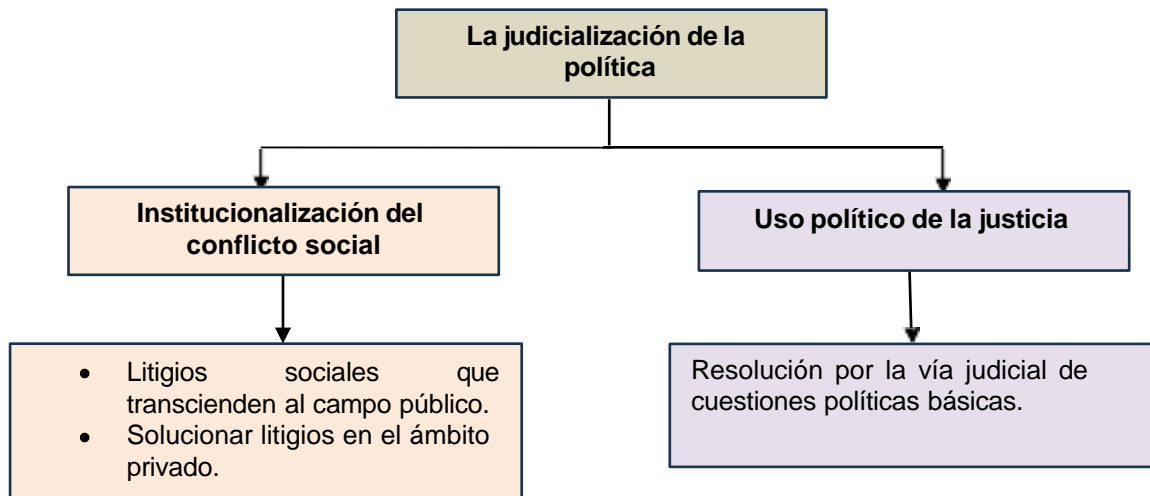 La judicialización de la
política
Institucionalización del
conflicto social
Uso político de la justicia
• Litigios sociales que
transcienden al campo público.
• Solucionar litigios en el ámbito
privado.
Resolución por la vía judicial de
cuestiones políticas básicas.